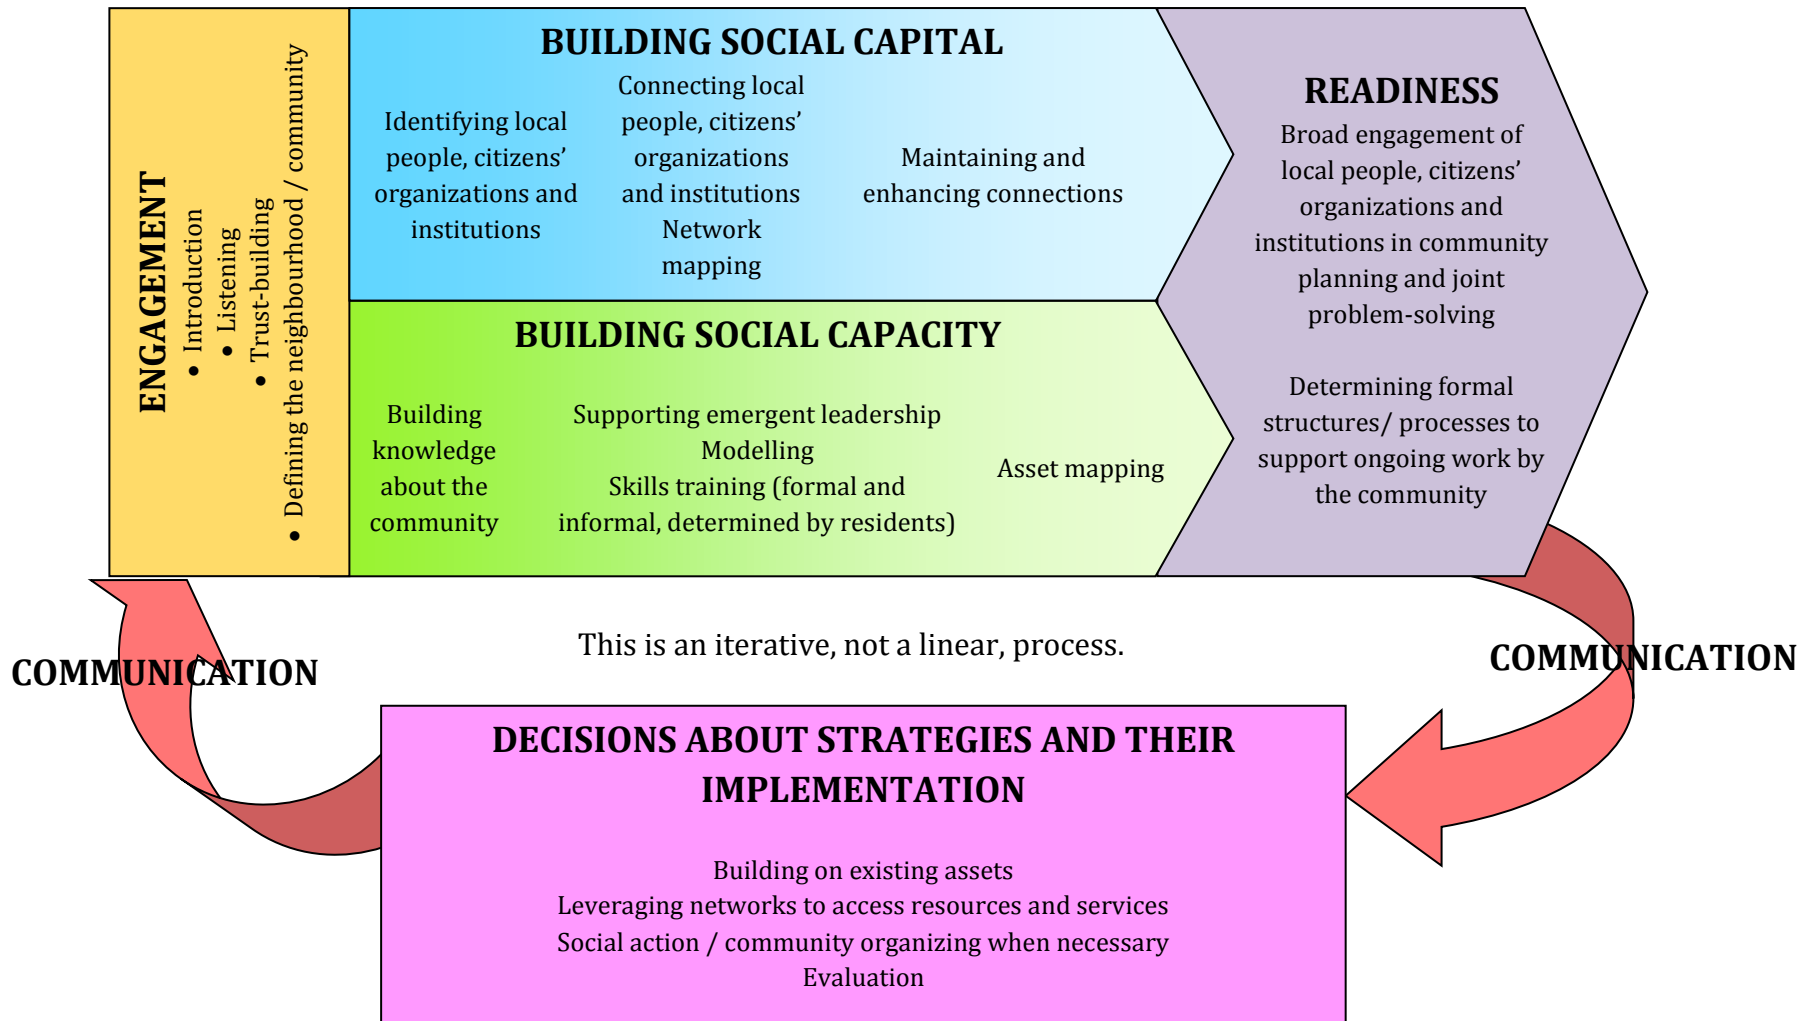 ENGAGEMENT
• Introduction
• Listening
• Trust-building
• Defining the neighbourhood / community
BUILDING SOCIAL CAPITAL
Identifying local
people, citizens’
organizations and
institutions
Connecting local
people, citizens’
organizations
and institutions
Network
mapping
Maintaining and
enhancing connections
BUILDING SOCIAL CAPACITY
Building
knowledge
about the
community
Supporting emergent leadership
Modelling
Skills training (formal and
informal, determined by residents)
Asset mapping
READINESS
Broad engagement of
local people, citizens’
organizations and
institutions in community
planning and joint
problem-solving
Determining formal
structures/ processes to
support ongoing work by
the community
This is an iterative, not a linear, process.
COMMUNICATION
COMMUNICATION
DECISIONS ABOUT STRATEGIES AND THEIR
IMPLEMENTATION
Building on existing assets
Leveraging networks to access resources and services
Social action / community organizing when necessary
Evaluation